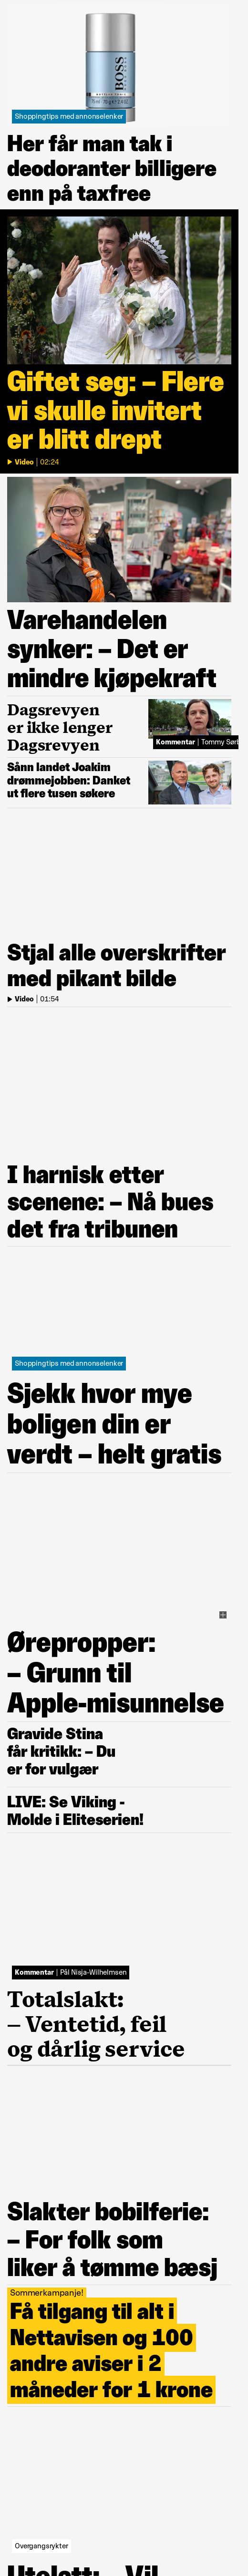 BOSS
Shoppingtips med annonselenker
Her får man tak i
deodoranter billigere
enn på taxfree
Giftet seg: – Flere
vi skulle invitert
er blitt drept
Video | 02:24
Varehandelen
synker: – Det er
mindre kjøpekraft
Dagsrevyen
er ikke lenger
Dagsrevyen
Kommentar | Tommy
Sånn landet Joakim
drømmejobben: Danket
ut flere tusen søkere
Stjal alle overskrifter
med pikant bilde
Video | 01:54
I harnisk etter
scenene: – Nå bues
det fra tribunen
Shoppingtips med annonselenker
Sjekk hvor mye
boligen din er
verdt – helt gratis
Ørepropper:
– Grunn til
Apple-misunnelse
Gravide Stina
får kritikk: – Du
er for vulgær
LIVE: Se Viking -
Molde i Eliteserien!
Kommentar | Pål Nisja-Wilhelmsen
Totalslakt:
– Ventetid, feil
og dårlig service
Slakter bobilferie:
– For folk som
liker å tømme bæsj
Sommerkampanje!
Få tilgang til alt i
Nettavisen og 100
andre aviser i 2
måneder for 1 krone
Overgangsrykter